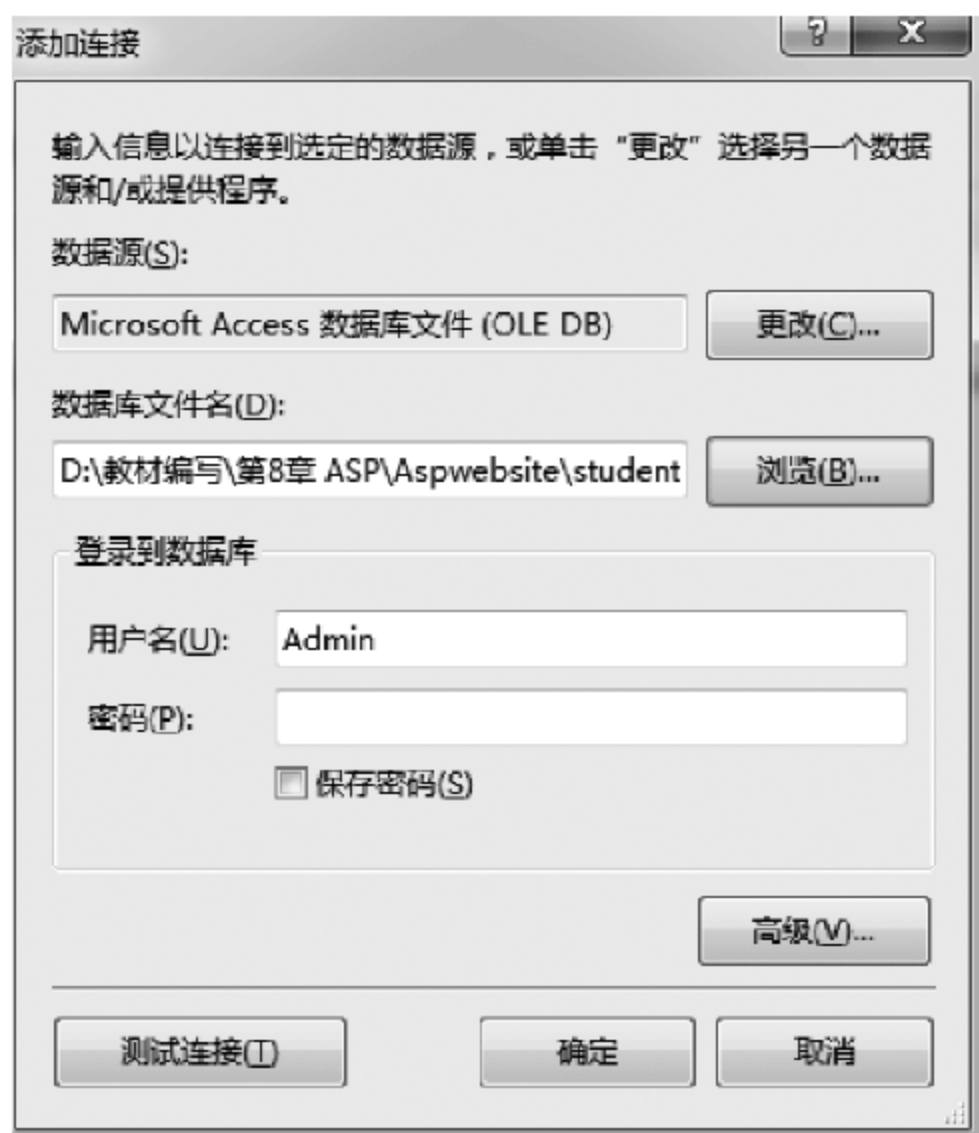 添加连接
输入信息以连接到选定的数据源，或单击“更改”选择另一个数据
源和/或提供程序。
数据源(S):
Microsoft Access 数据库文件 (OLE DB) 更改(C)...
数据库文件名(D):
D:\教材编写\第8章 ASP\Aspwebsite\student 浏览(B)...
登录到数据库
用户名(U): Admin
密码(P):
保存密码(S)
高级(V)...
测试连接(T) 确定 取消